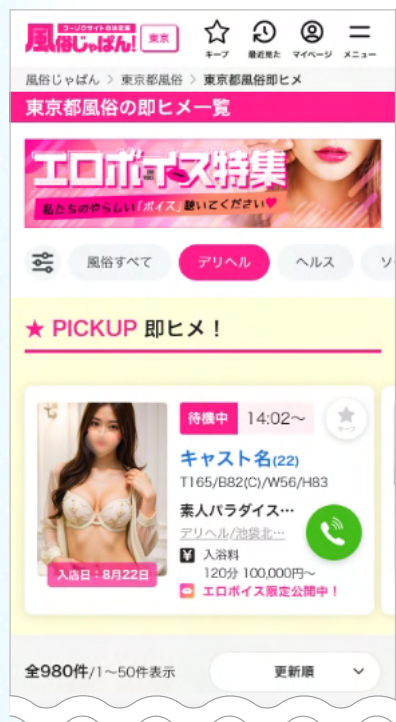 フーゾクサイトの決定版
風俗じゃぱん! 東京
キープ 最近見た マイページ メニュー
風俗じゃぱん > 東京都風俗 > 東京都風俗即ヒメ
東京都風俗の即ヒメ一覧
エロボイス特集
私たちのやらしい「ボイス」聴いてください♥
風俗すべて デリヘル ヘルス ソ
★ PICKUP 即ヒメ！
待機中 14:02～
キープ
キャスト名(22)
T165/B82(C)/W56/H83
素人パラダイス…
デリヘル/池袋北…
¥ 入浴料
120分 100,000円～
エロボイス限定公開中！
入店日：8月22日
全980件/1～50件表示 更新順